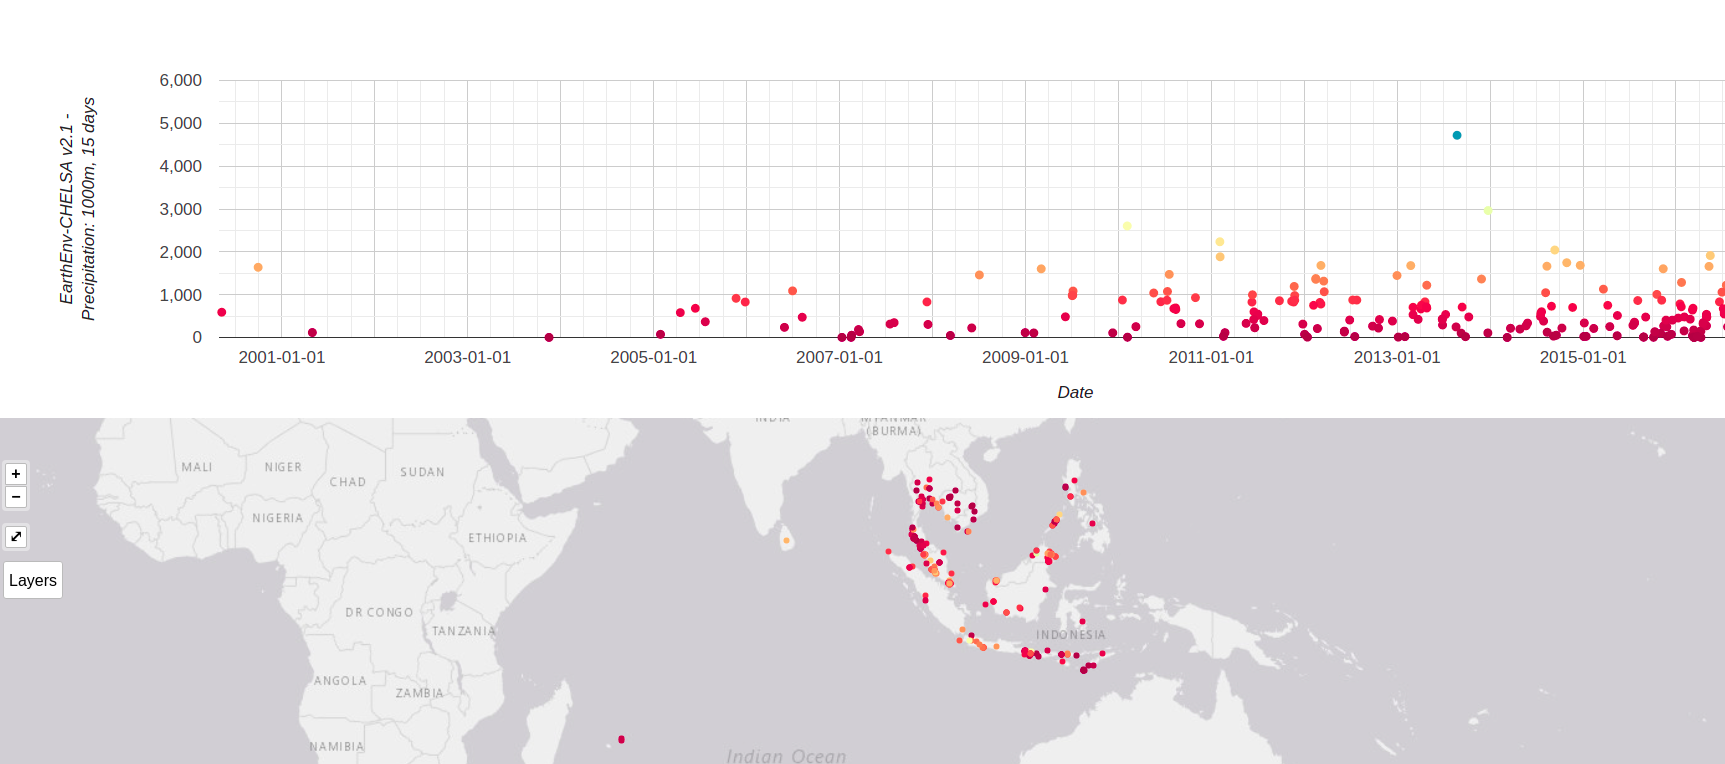 6,000
5,000
4,000
3,000
2,000
1,000
0
EarthEnv-CHELSA v2.1 -
Precipitation: 1000m, 15 days
2001-01-01
2003-01-01
2005-01-01
2007-01-01
2009-01-01
2011-01-01
2013-01-01
2015-01-01
Date
INDIA
MYANMAR
(BURMA)
+
−
Layers
MALI
NIGER
CHAD
SUDAN
NIGERIA
ETHIOPIA
DR CONGO
TANZANIA
INDONESIA
ANGOLA
ZAMBIA
NAMIBIA
Indian Ocean